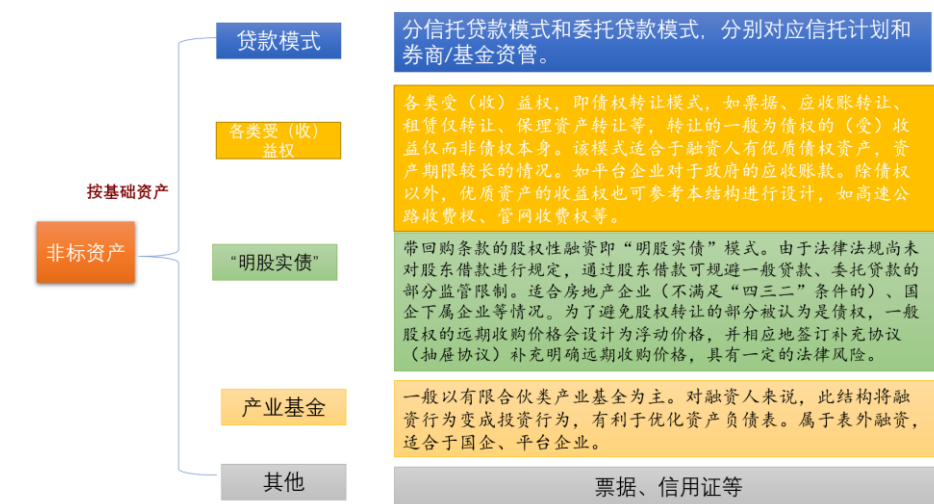 贷款模式
分信托贷款模式和委托贷款模式，分别对应信托计划和
券商/基金资管。
各类受（收）
益权
各类受（收）益权，即债权转让模式，如票据、应收账转让、
租赁仅转让、保理资产转让等，转让的一般为债权的（受）收
益仅而非债权本身。该模式适合于融资人有优质债权资产，资
产期限较长的情况。如平台企业对于政府的应收账款。除债权
以外，优质资产的收益权也可参考本结构进行设计，如高速公
路收费权、管网收费权等。
按基础资产
非标资产
“明股实债”
带回购条款的股权性融资即“明股实债”模式。由于法律法规尚未
对股东借款进行规定，通过股东借款可规避一般贷款、委托贷款的
部分监管限制。适合房地产企业（不满足“四三二”条件的）、国
企下属企业等情况。为了避免股权转让的部分被认为是债权，一般
股权的远期收购价格会设计为浮动价格，并相应地签订补充协议
（抽屉协议）补充明确远期收购价格，具有一定的法律风险。
产业基金
一般以有限合伙类产业基全为主。对融资人来说，此结构将融
资行为变成投资行为，有利于优化资产负债表。属于表外融资，
适合于国企、平台企业。
其他
票据、信用证等